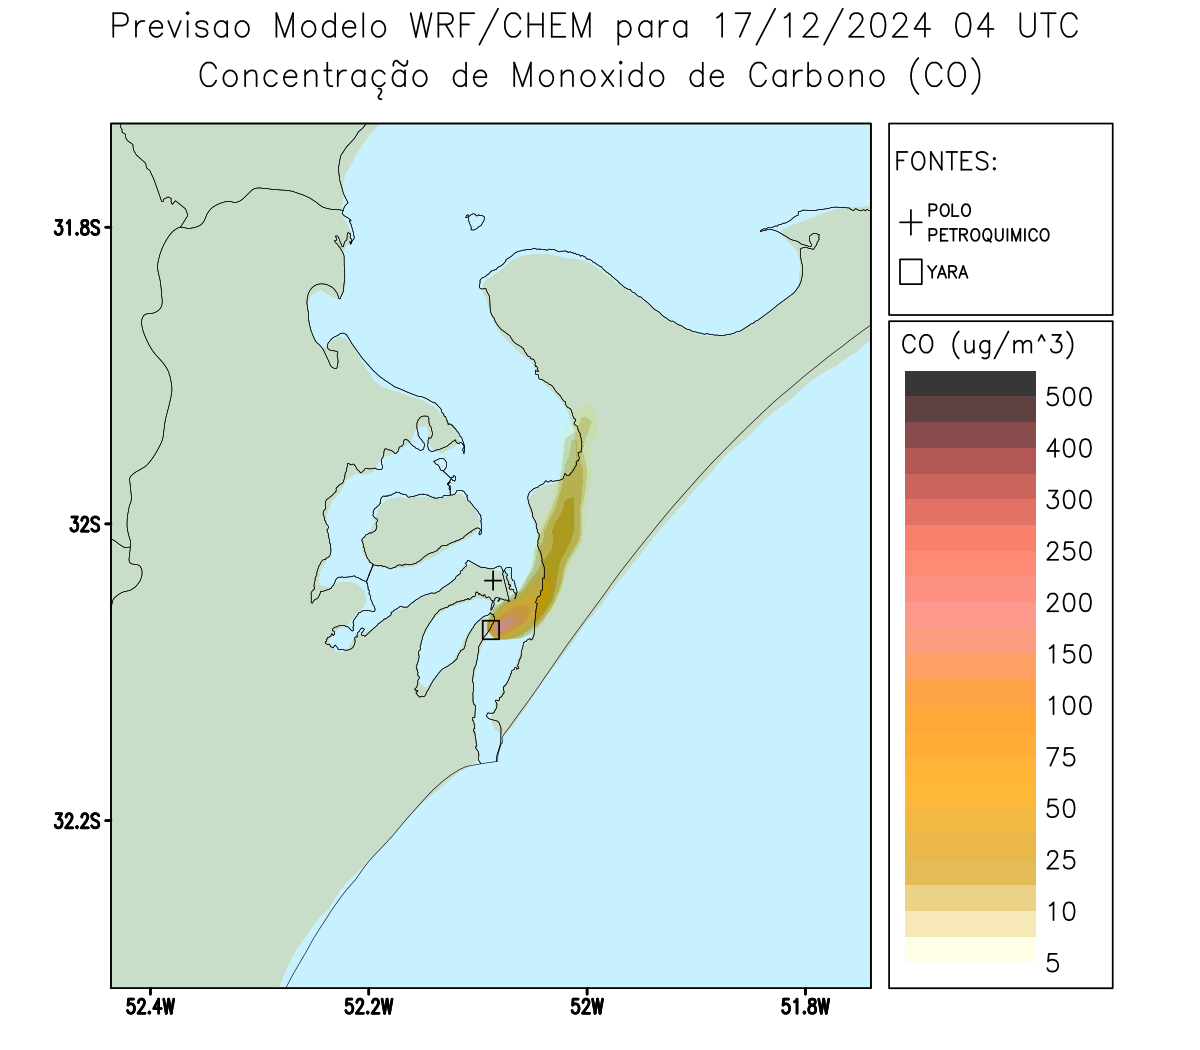 Previsao Modelo WRF/CHEM para 17/12/2024 04 UTC
Concentração de Monoxido de Carbono (CO)
FONTES:
POLO
PETROQUIMICO
YARA
CO (ug/m^3)
500
400
300
250
200
150
100
75
50
25
10
5
31.8S
32S
32.2S
52.4W
52.2W
52W
51.8W